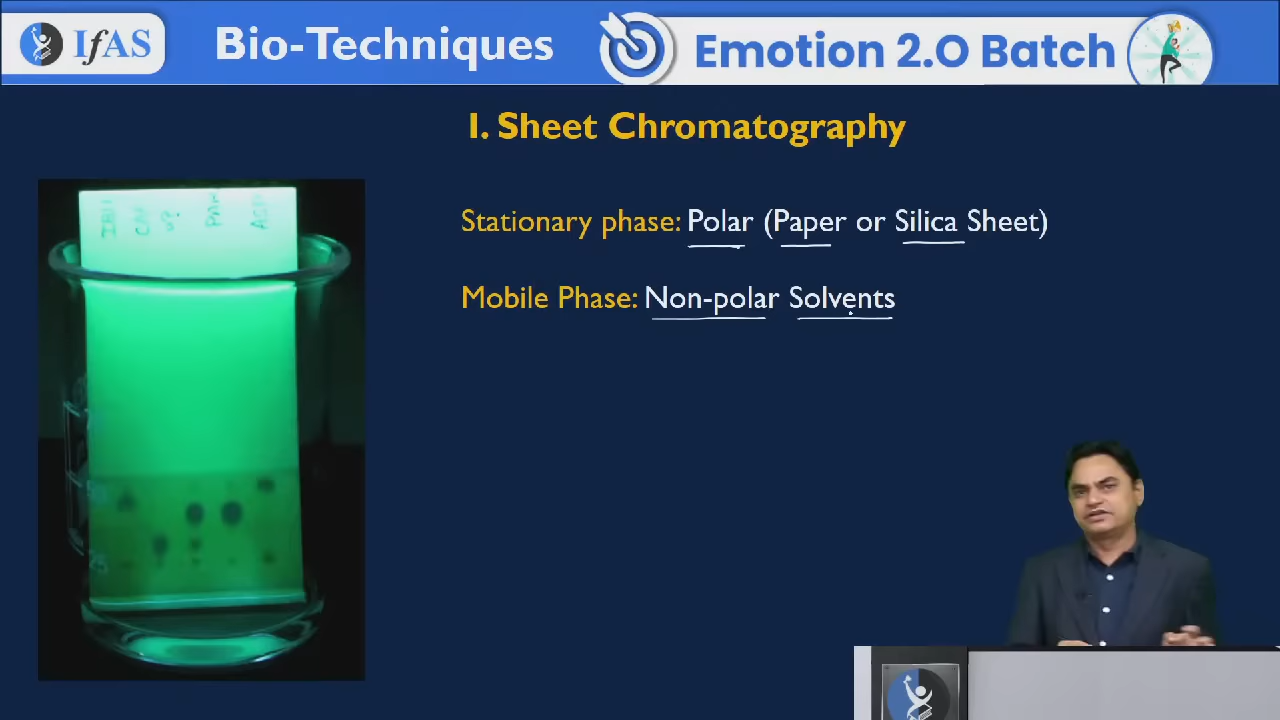 IfAS
Bio-Techniques
Emotion 2.O Batch
I. Sheet Chromatography
Stationary phase: Polar (Paper or Silica Sheet)
Mobile Phase: Non-polar Solvents